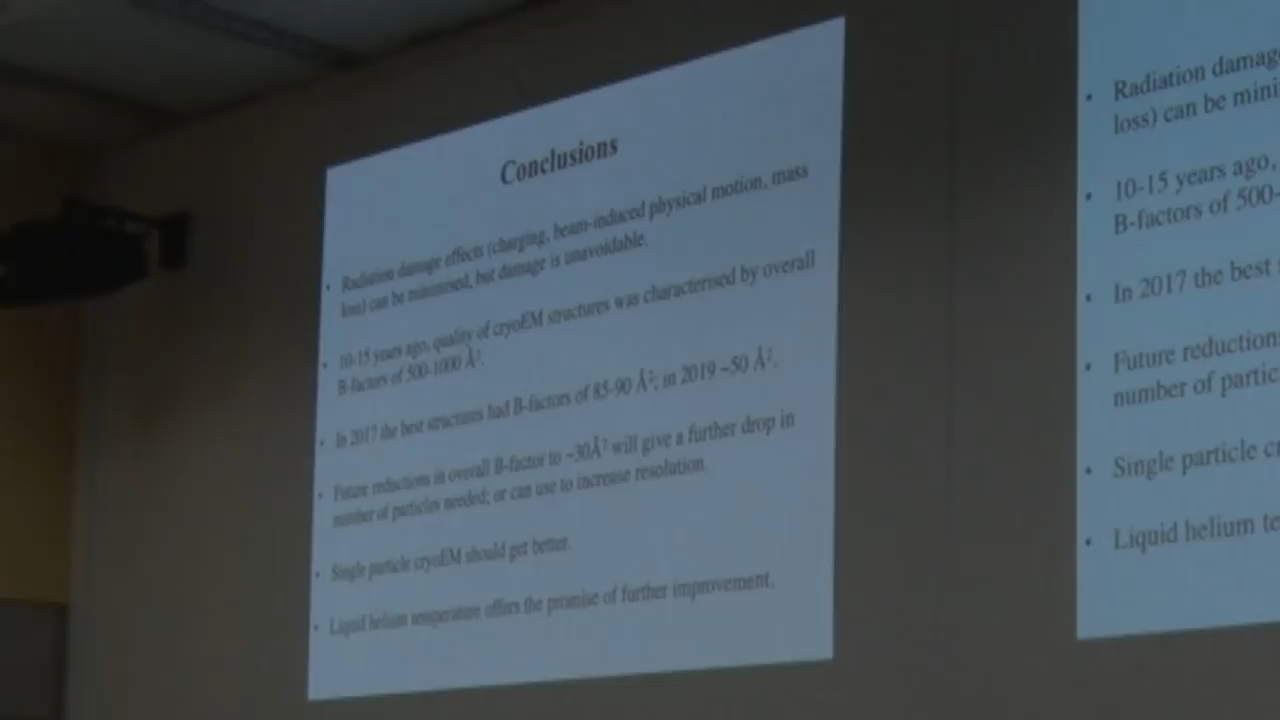 Conclusions
• Radiation damage effects (charging, beam-induced physical motion, mass
loss) can be minimised, but damage is unavoidable.
• 10-15 years ago, quality of cryoEM structures was characterised by overall
B-factors of 500-1000 Å².
• In 2017 the best structures had B-factors of 85-90 Å²; in 2019 ~50 Å².
• Future reductions in overall B-factor to ~30Å² will give a further drop in
number of particles needed; or can use to increase resolution.
• Single particle cryoEM should get better.
• Liquid helium temperature offers the promise of further improvement.
• Radiation damag
loss) can be mini
• 10-15 years ago,
B-factors of 500-
• In 2017 the best
• Future reduction
number of partic
• Single particle c
• Liquid helium te